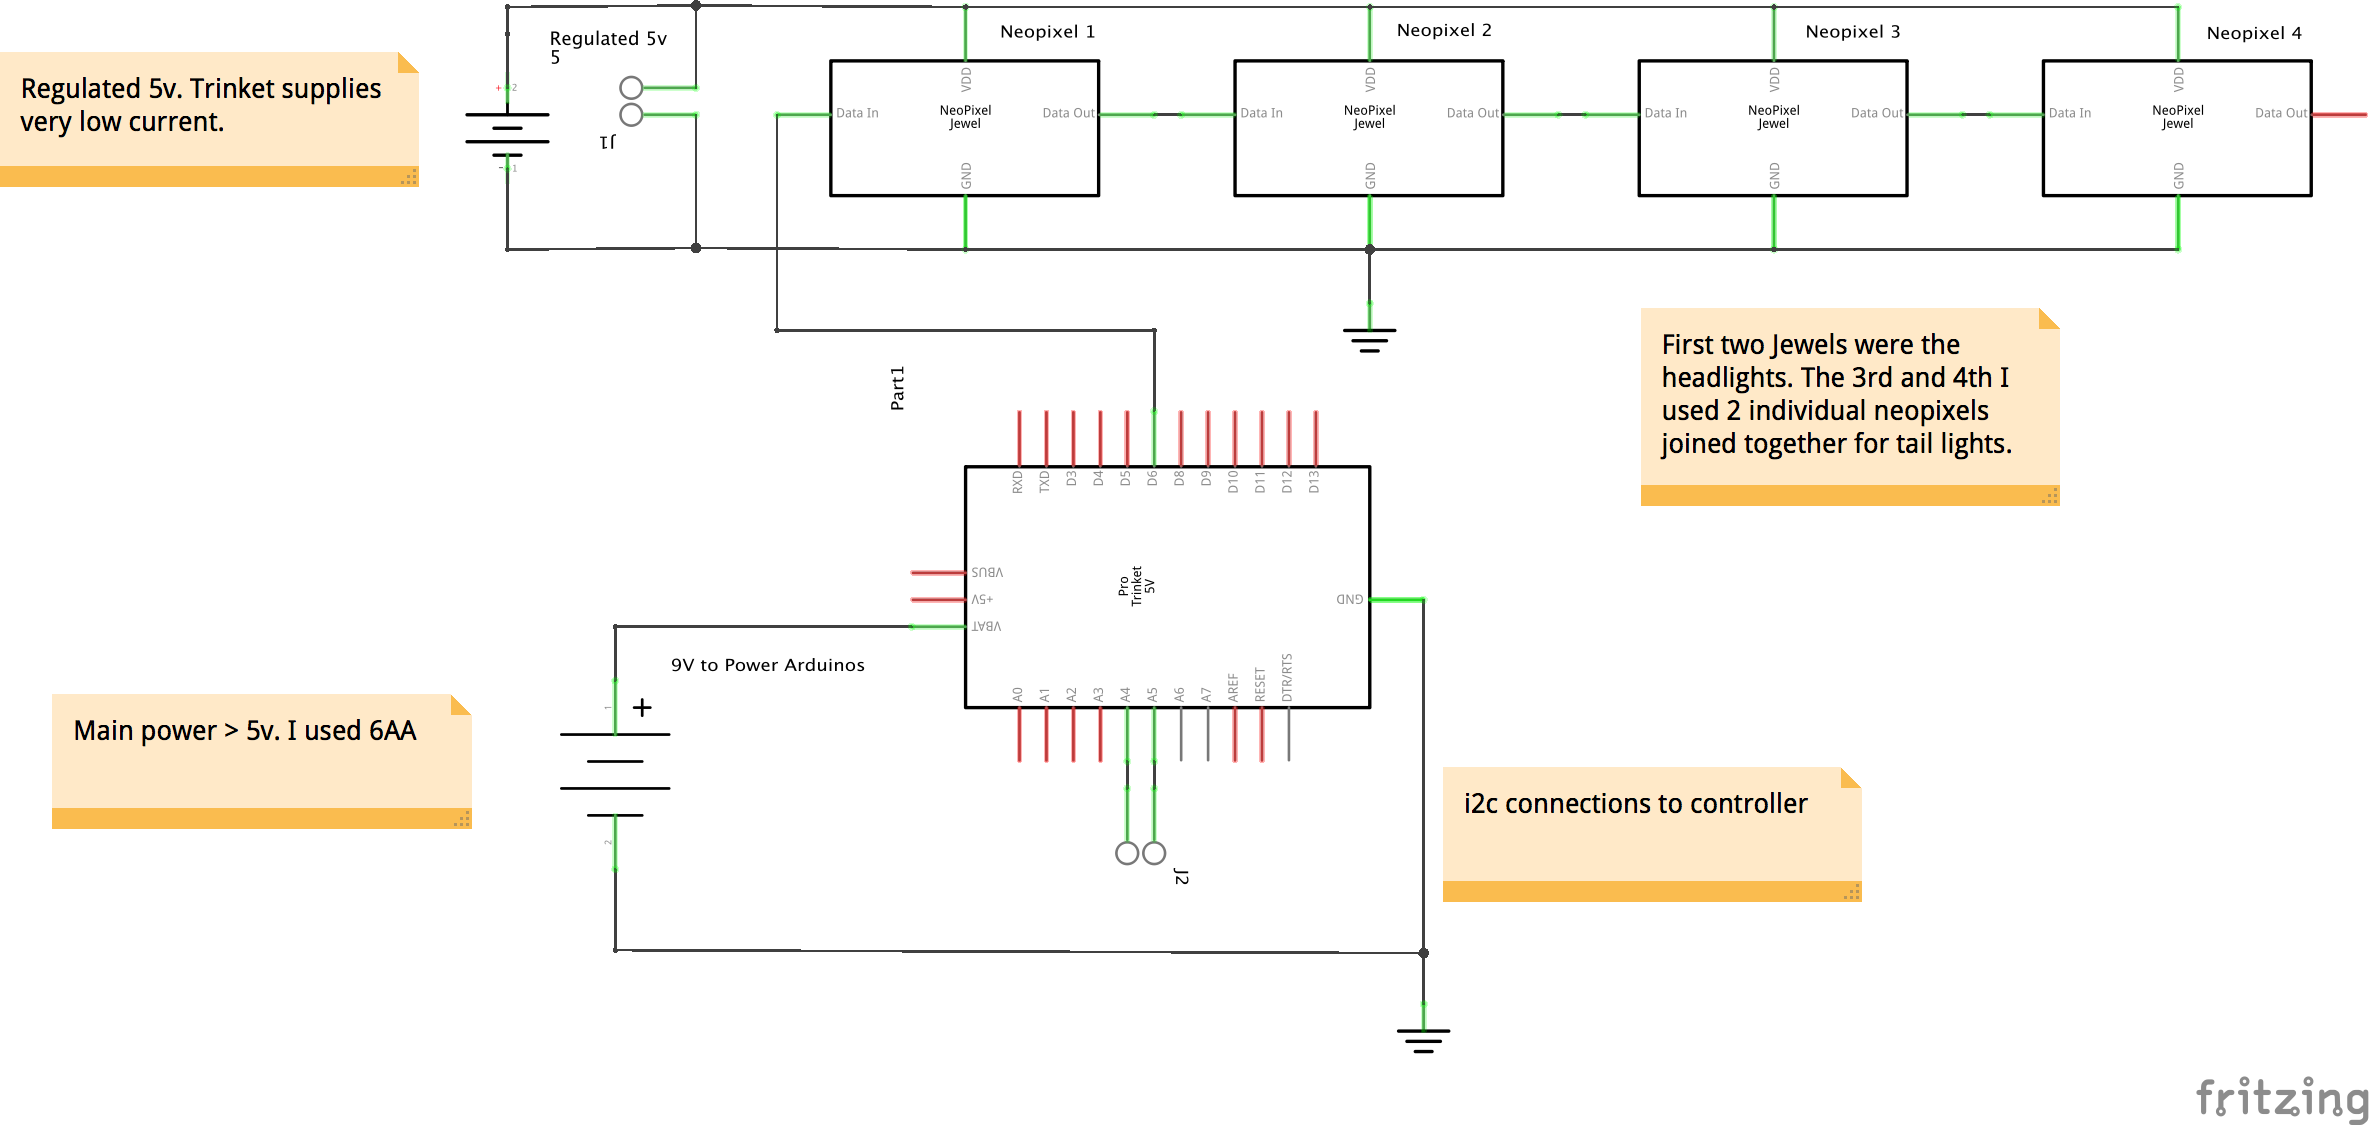 Regulated 5v
5
Neopixel 1
Neopixel 2
Neopixel 3
Neopixel 4
Regulated 5v. Trinket supplies
very low current.
+ 2
- 1
J1
VDD
Data In
NeoPixel
Jewel
Data Out
GND
VDD
Data In
NeoPixel
Jewel
Data Out
GND
VDD
Data In
NeoPixel
Jewel
Data Out
GND
VDD
Data In
NeoPixel
Jewel
Data Out
GND
First two Jewels were the
headlights. The 3rd and 4th I
used 2 individual neopixels
joined together for tail lights.
Part1
RXD
TXD
D3
D4
D5
D6
D8
D9
D10
D11
D12
D13
VBUS
+5V
VBAT
Pro
Trinket
5V
GND
A0
A1
A2
A3
A4
A5
A6
A7
AREF
RESET
DTR/RTS
9V to Power Arduinos
1
+
2
Main power > 5v. I used 6AA
J2
i2c connections to controller
fritzing